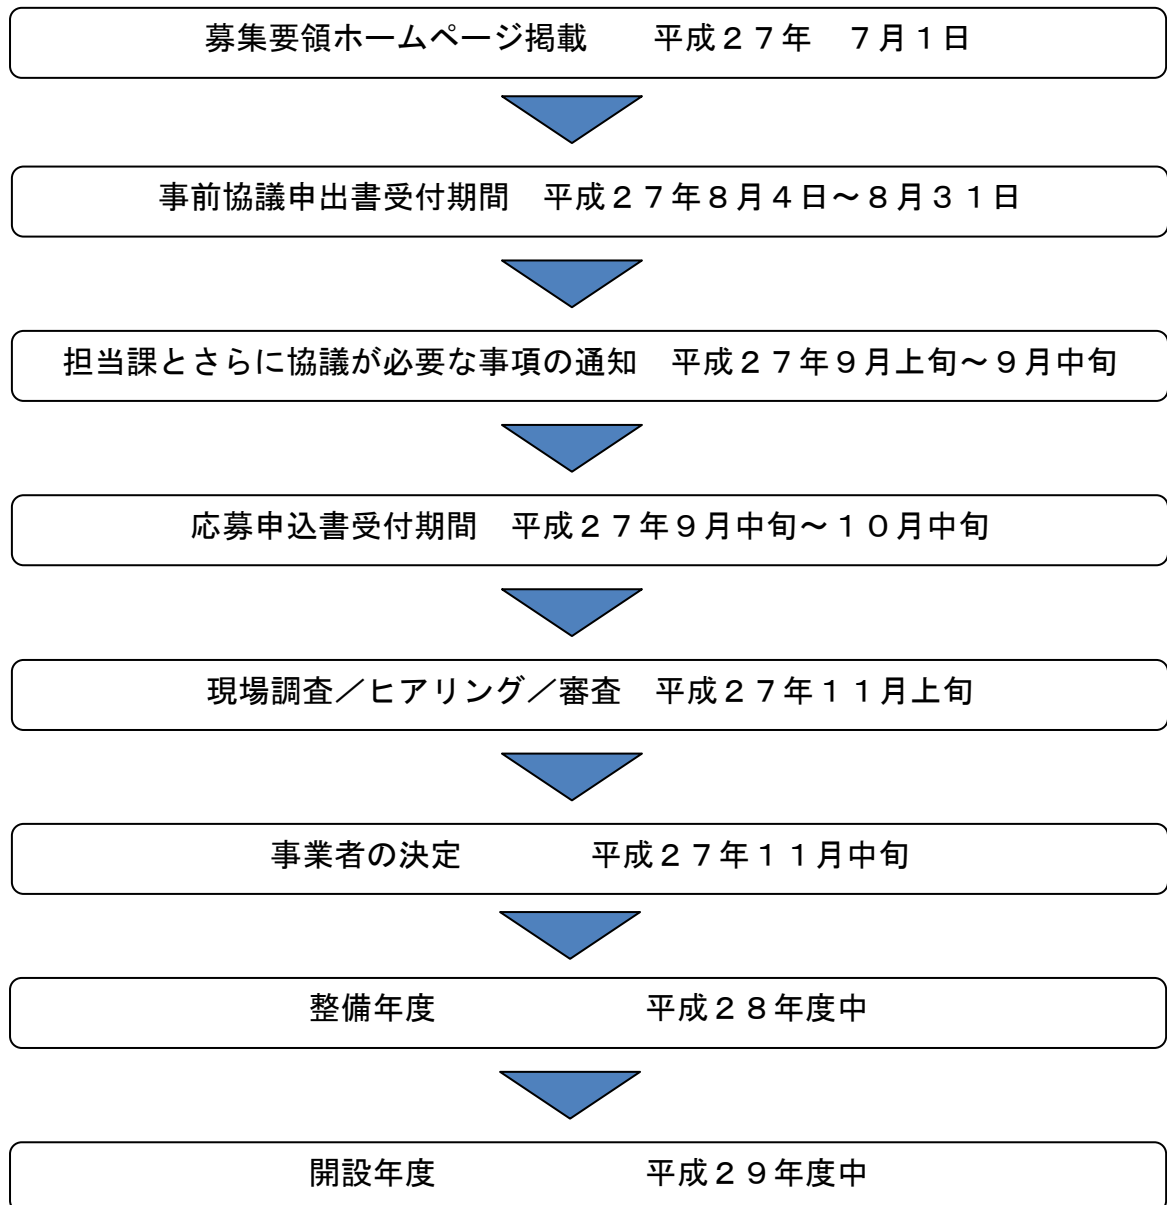 募集要領ホームページ掲載　　平成２７年　７月１日
事前協議申出書受付期間　平成２７年８月４日～８月３１日
担当課とさらに協議が必要な事項の通知　平成２７年９月上旬～９月中旬
応募申込書受付期間　平成２７年９月中旬～１０月中旬
現場調査／ヒアリング／審査　平成２７年１１月上旬
事業者の決定　　　　平成２７年１１月中旬
整備年度　　　　　　　平成２８年度中
開設年度　　　　　　　平成２９年度中